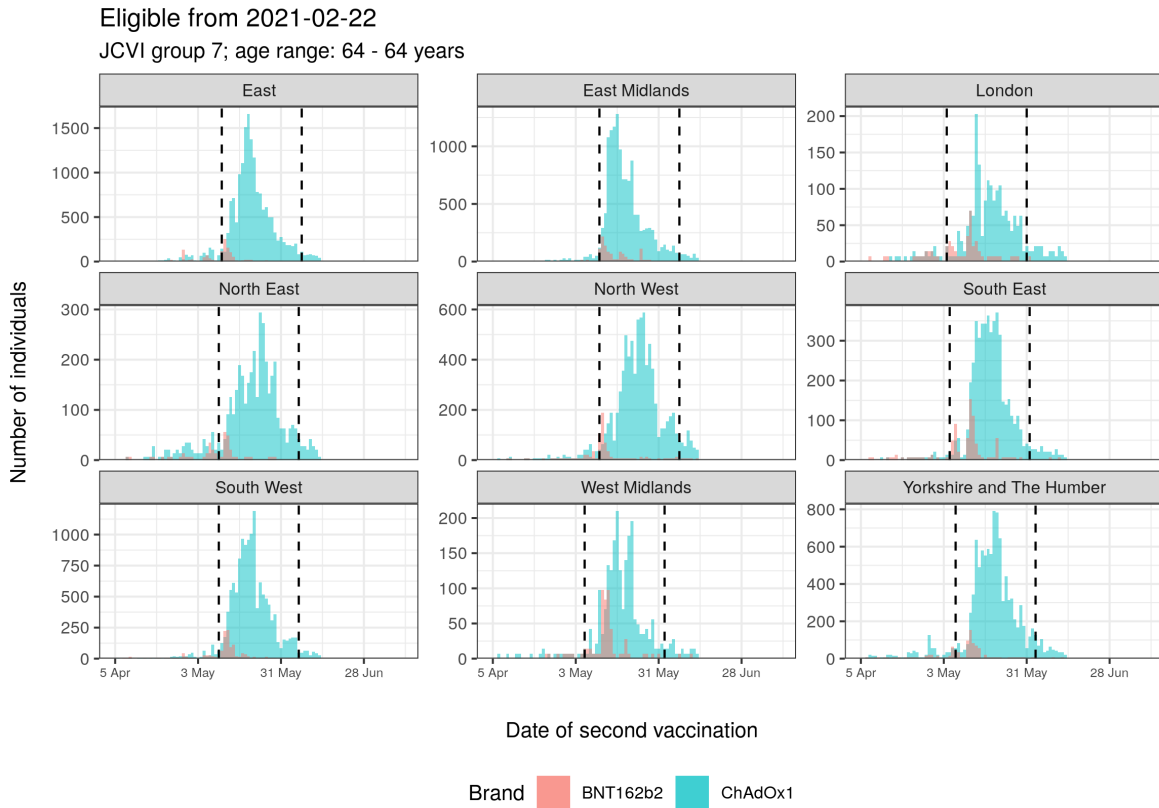 Eligible from 2021-02-22
JCVI group 7; age range: 64 - 64 years
East
East Midlands
London
1500
1000
500
0
1000
500
0
200
150
100
50
0
North East
North West
South East
300
200
100
0
600
400
200
0
300
200
100
0
South West
West Midlands
Yorkshire and The Humber
1000
750
500
250
0
200
150
100
50
0
800
600
400
200
0
5 Apr 3 May 31 May 28 Jun
5 Apr 3 May 31 May 28 Jun
5 Apr 3 May 31 May 28 Jun
Number of individuals
Date of second vaccination
Brand BNT162b2 ChAdOx1